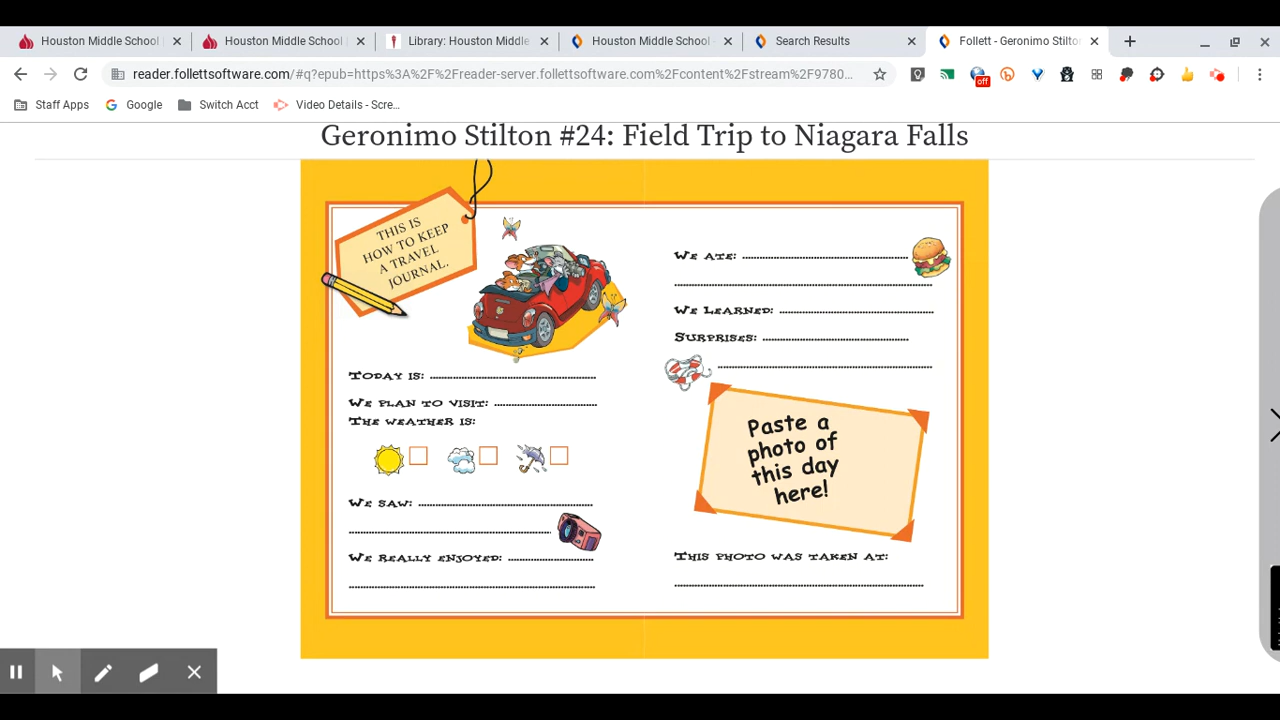 Houston Middle School
Houston Middle School
Library: Houston Middle
Houston Middle School -
Search Results
Follett - Geronimo Stilton
reader.follettsoftware.com/#q?epub=https%3A%2F%2Freader-server.follettsoftware.com%2Fcontent%2Fstream%2F9780...
off
Staff Apps
Google
Switch Acct
Video Details - Scre...
Geronimo Stilton #24: Field Trip to Niagara Falls
THIS IS
HOW TO KEEP
A TRAVEL
JOURNAL.
TODAY IS:
WE PLAN TO VISIT:
THE WEATHER IS:
WE SAW:
WE REALLY ENJOYED:
WE ATE:
WE LEARNED:
SURPRISES:
Paste a
photo of
this day
here!
THIS PHOTO WAS TAKEN AT: